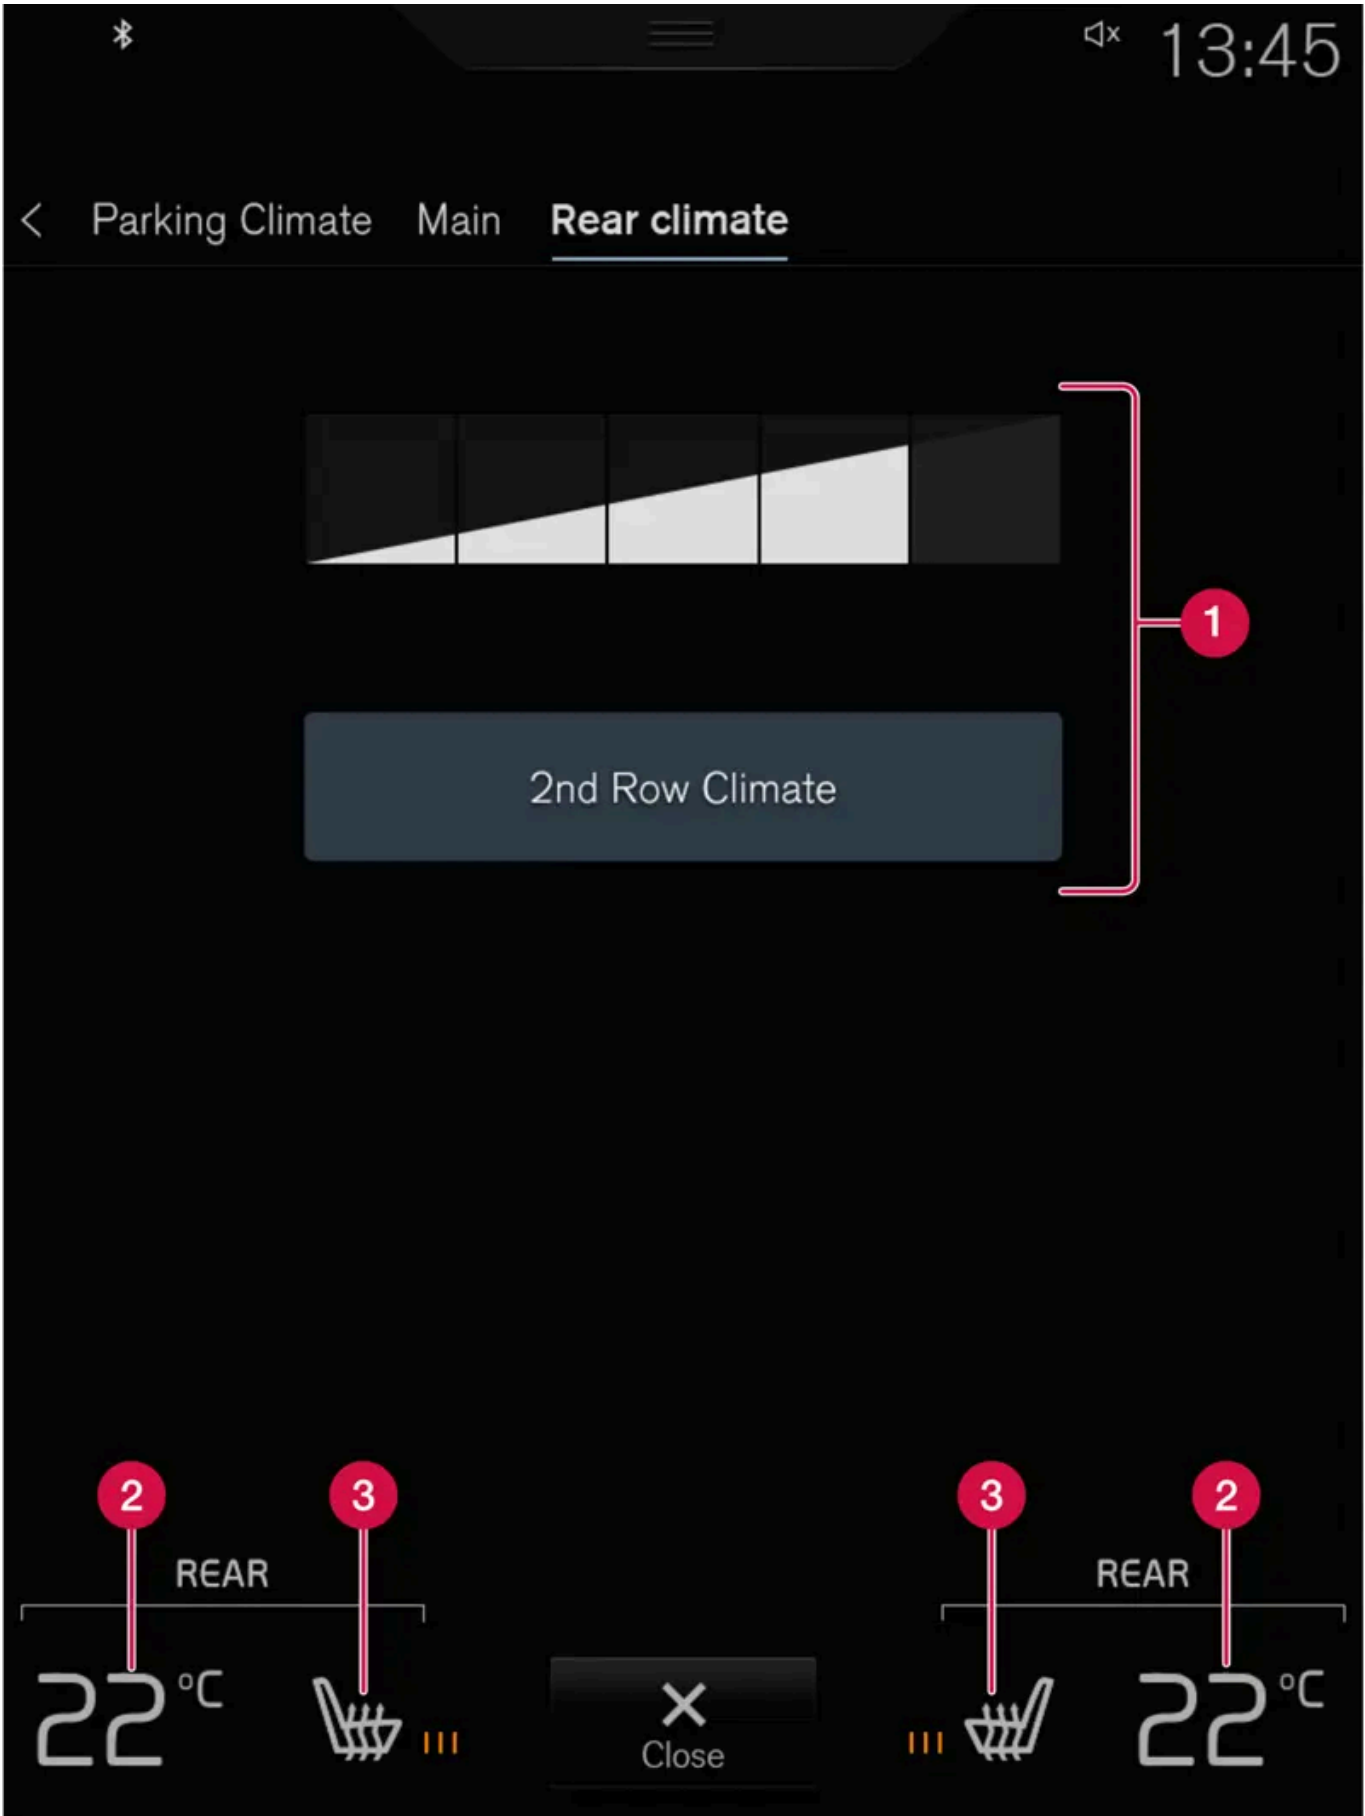 13:45
Parking Climate Main Rear climate
1
2nd Row Climate
2 3 3 2
REAR REAR
22 °C 22 °C
Close